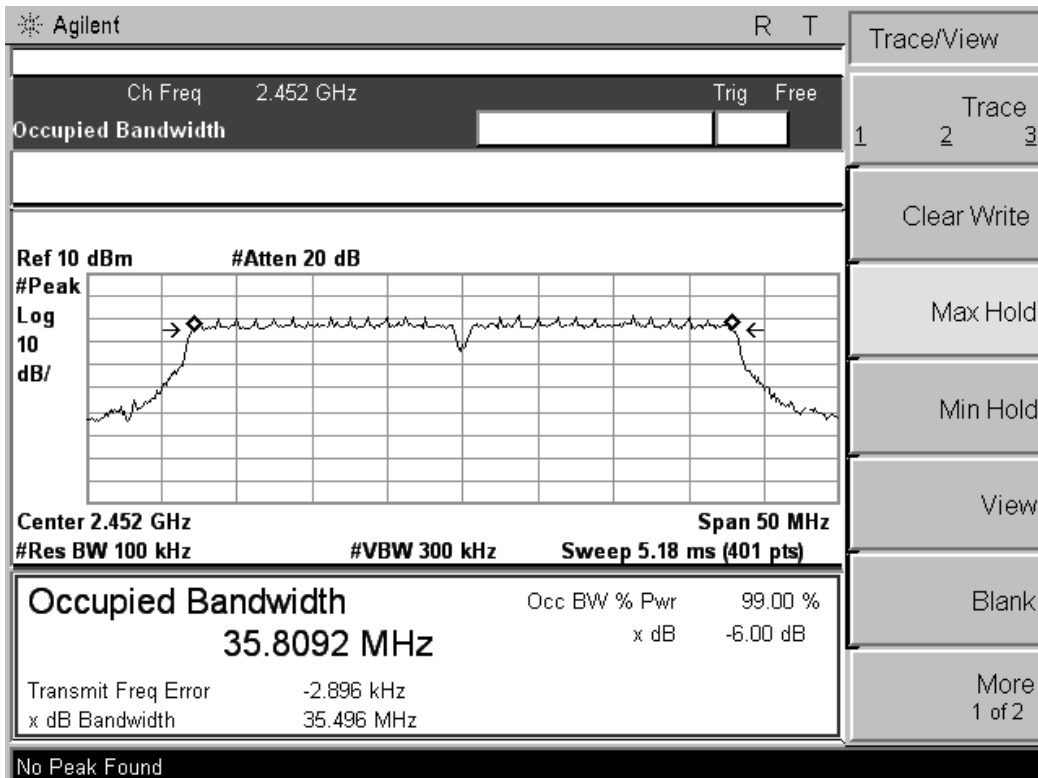 Agilent R T
Trace/View
Ch Freq 2.452 GHz Trig Free
Occupied Bandwidth
Trace
1 2 3
Clear Write
Max Hold
Min Hold
View
Blank
More
1 of 2
Ref 10 dBm #Atten 20 dB
#Peak
Log
10
dB/
Center 2.452 GHz Span 50 MHz
#Res BW 100 kHz #VBW 300 kHz Sweep 5.18 ms (401 pts)
Occupied Bandwidth
35.8092 MHz
Occ BW % Pwr 99.00 %
x dB -6.00 dB
Transmit Freq Error -2.896 kHz
x dB Bandwidth 35.496 MHz
No Peak Found